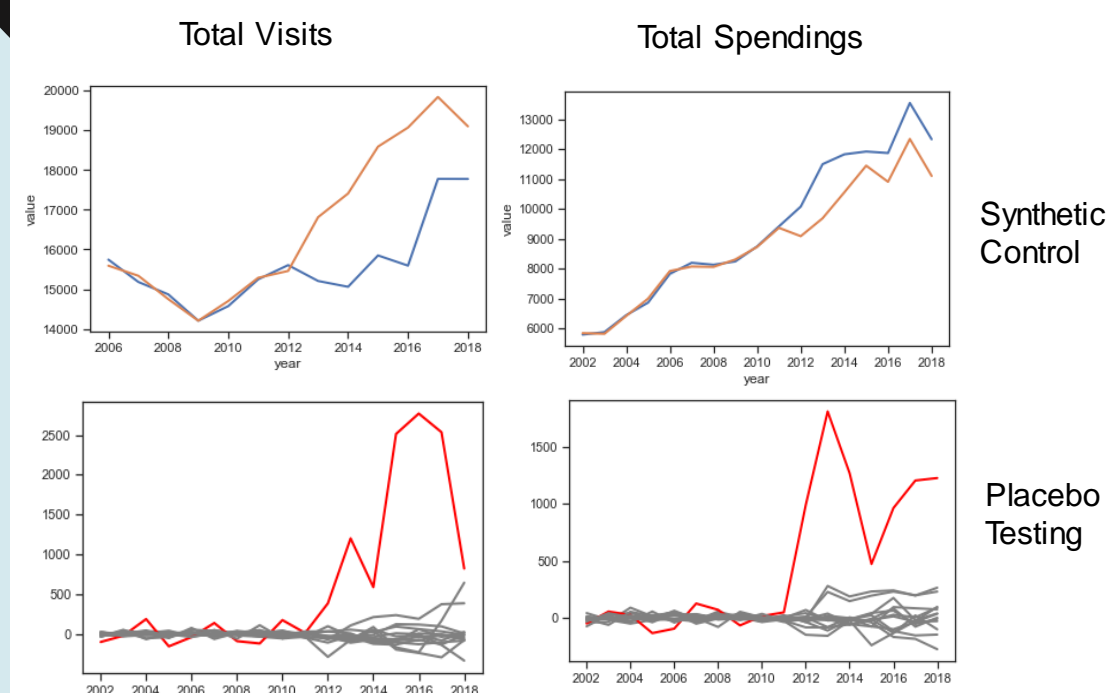 Total Visits
Total Spendings
20000
19000
18000
17000
16000
15000
14000
value
2006 2008 2010 2012 2014 2016 2018
year
13000
12000
11000
10000
9000
8000
7000
6000
value
2002 2004 2006 2008 2010 2012 2014 2016 2018
year
Synthetic
Control
2500
2000
1500
1000
500
0
2002 2004 2006 2008 2010 2012 2014 2016 2018
1500
1000
500
0
2002 2004 2006 2008 2010 2012 2014 2016 2018
Placebo
Testing